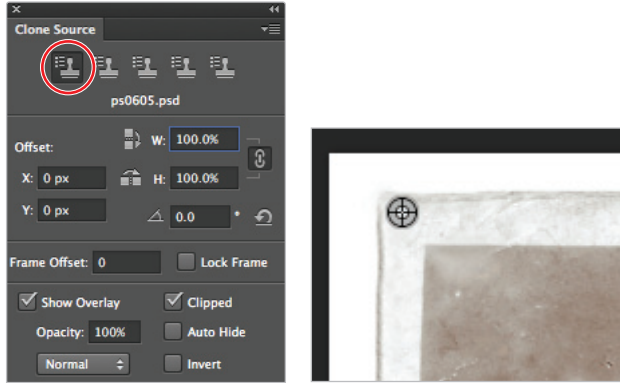 Clone Source
ps0605.psd
Offset:
W: 100.0%
X: 0 px
H: 100.0%
Y: 0 px
0.0 °
Frame Offset: 0
Lock Frame
Show Overlay
Clipped
Opacity: 100%
Auto Hide
Normal
Invert